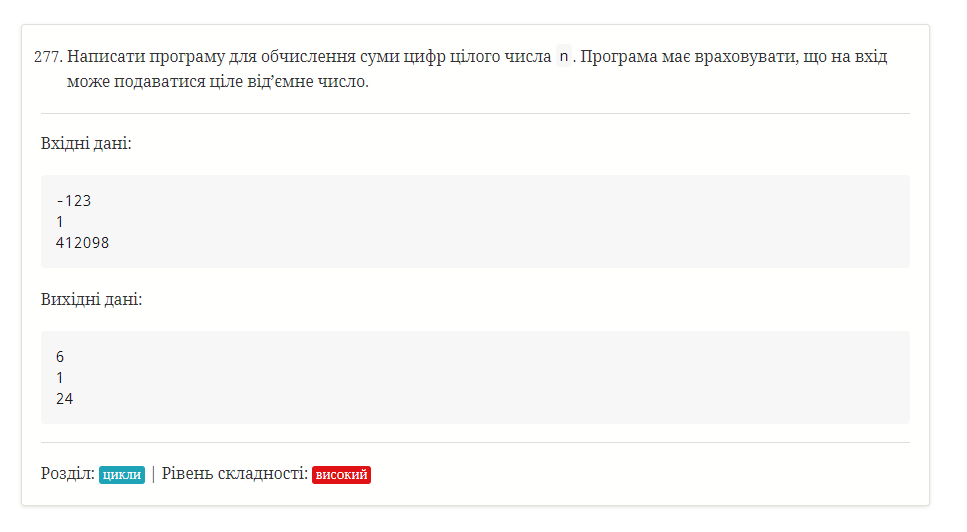 277. Написати програму для обчислення суми цифр цілого числа n. Програма має враховувати, що на вхід
може подаватися ціле від’ємне число.
Вхідні дані:
-123
1
412098
Вихідні дані:
6
1
24
Розділ: цикли | Рівень складності: високий